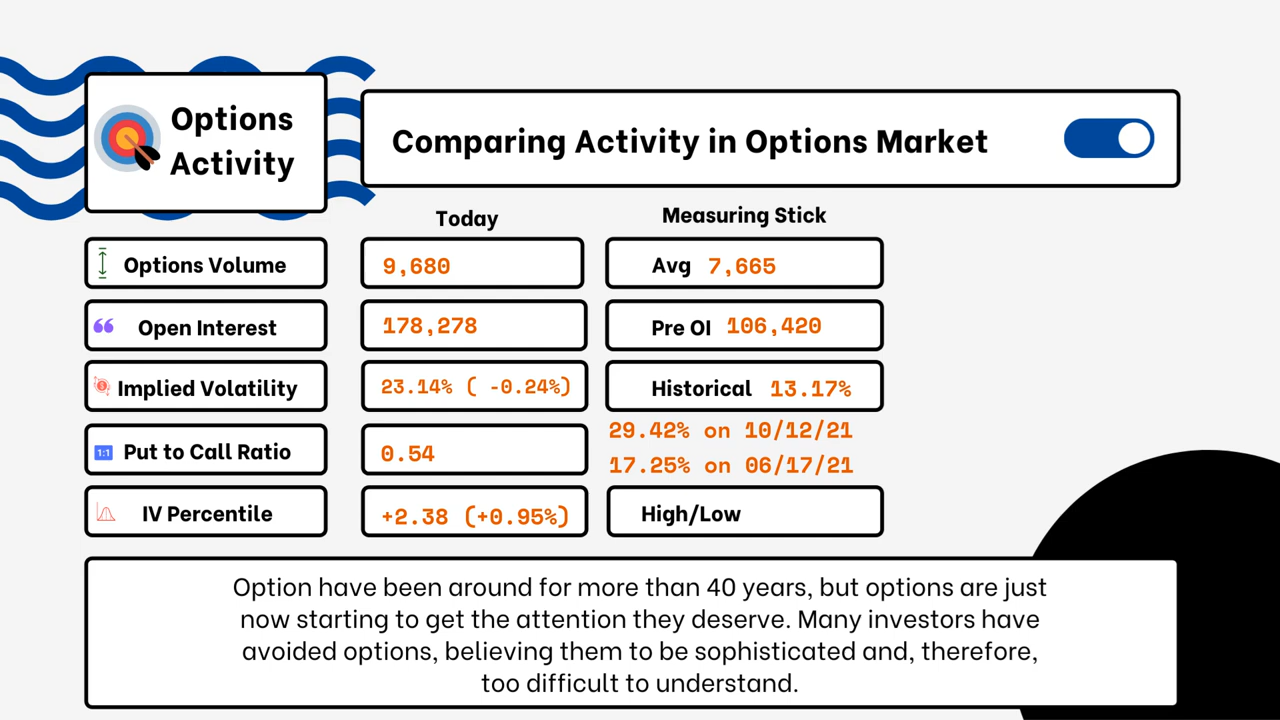 Options
Activity
Comparing Activity in Options Market
Today
Measuring Stick
Options Volume
9,680
Avg 7,665
Open Interest
178,278
Pre OI 106,420
Implied Volatility
23.14% ( -0.24%)
Historical 13.17%
29.42% on 10/12/21
17.25% on 06/17/21
1:1 Put to Call Ratio
0.54
IV Percentile
+2.38 (+0.95%)
High/Low
Option have been around for more than 40 years, but options are just
now starting to get the attention they deserve. Many investors have
avoided options, believing them to be sophisticated and, therefore,
too difficult to understand.